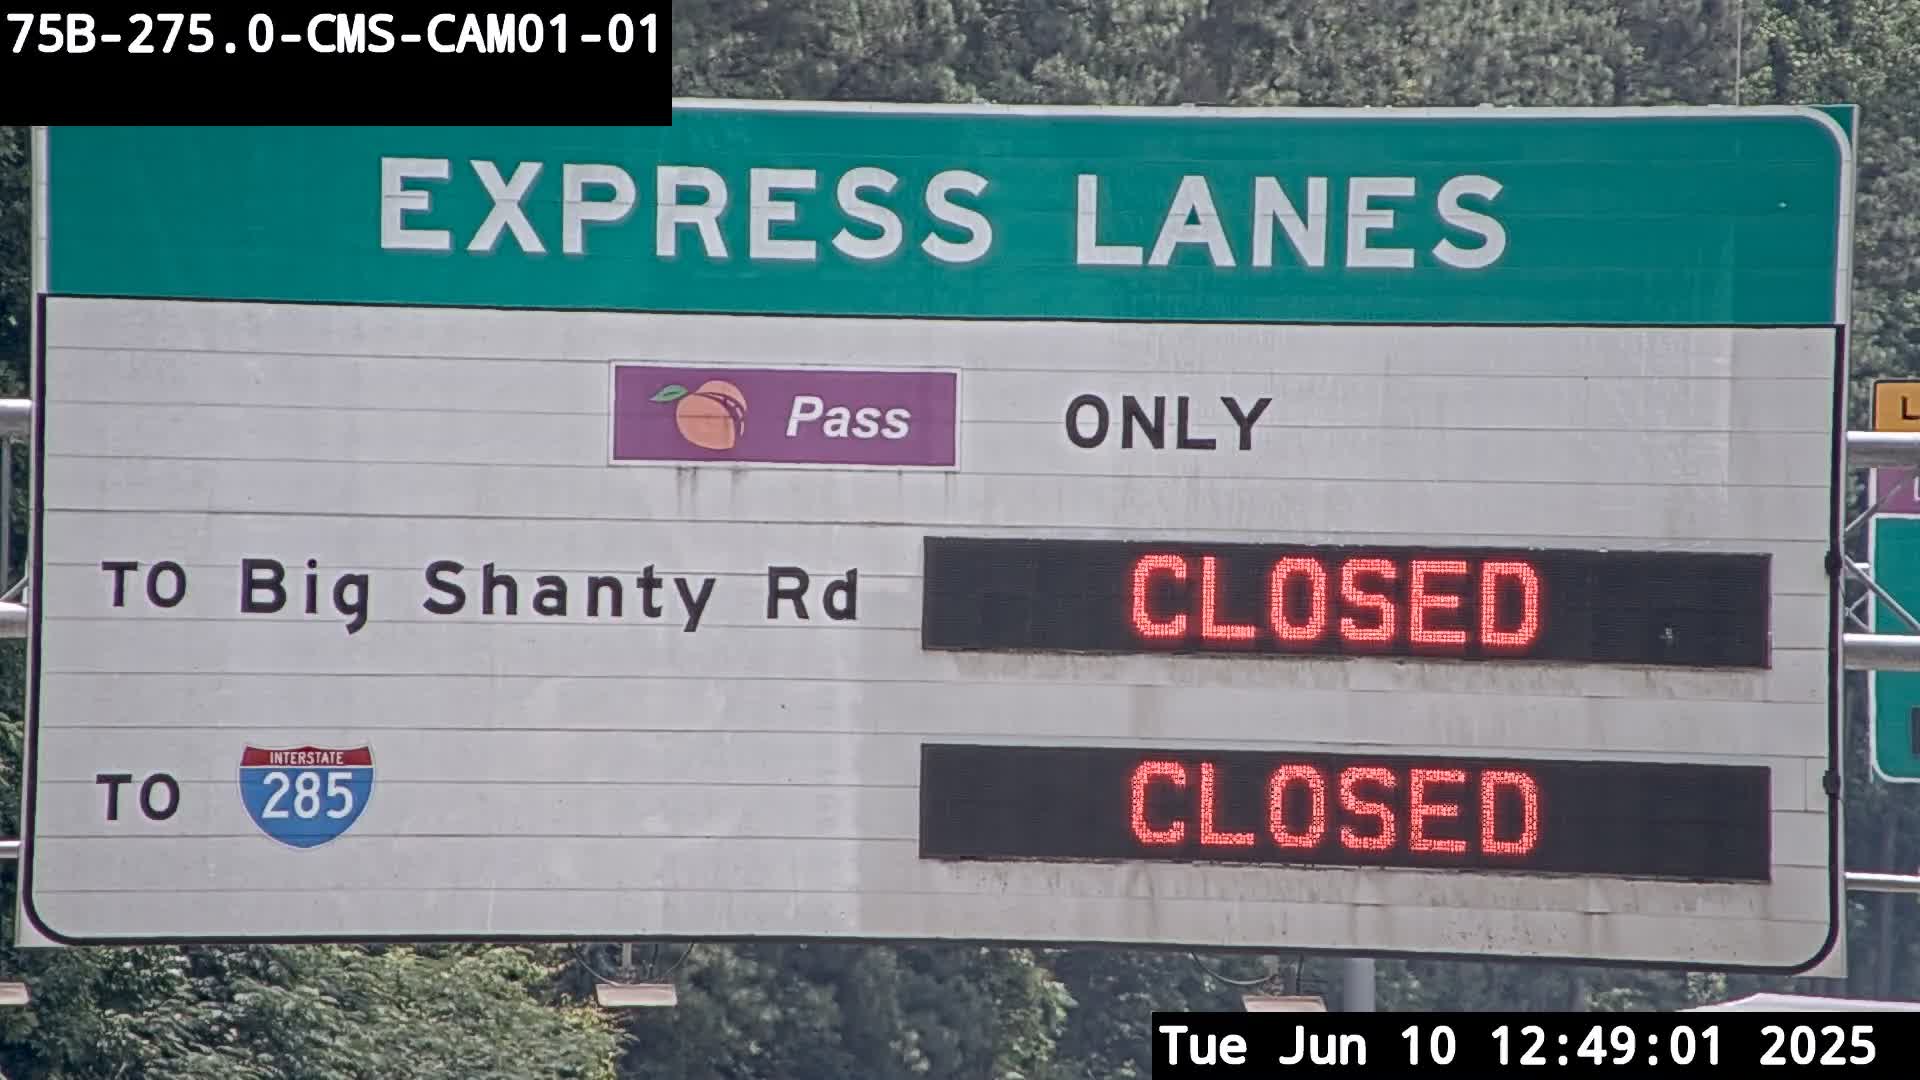 75B-275.0-CMS-CAM01-01
EXPRESS LANES
Pass ONLY
TO Big Shanty Rd CLOSED
TO INTERSTATE 285 CLOSED
Tue Jun 10 12:49:01 2025